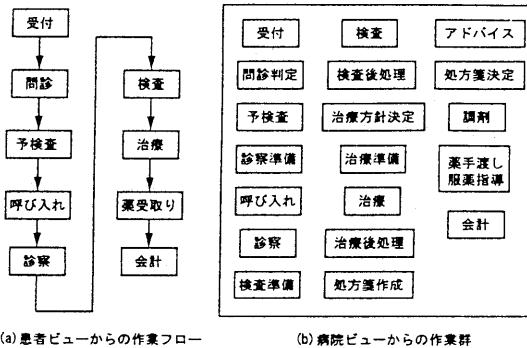 受付
問診
予検査
呼び入れ
診察
検査
治療
薬受取り
会計
(a)患者ビューからの作業フロー
受付
問診判定
予検査
診察準備
呼び入れ
診察
検査準備
検査
検査後処理
治療方針決定
治療準備
治療
治療後処理
処方箋作成
アドバイス
処方箋決定
調剤
薬手渡し
服薬指導
会計
(b)病院ビューからの作業群